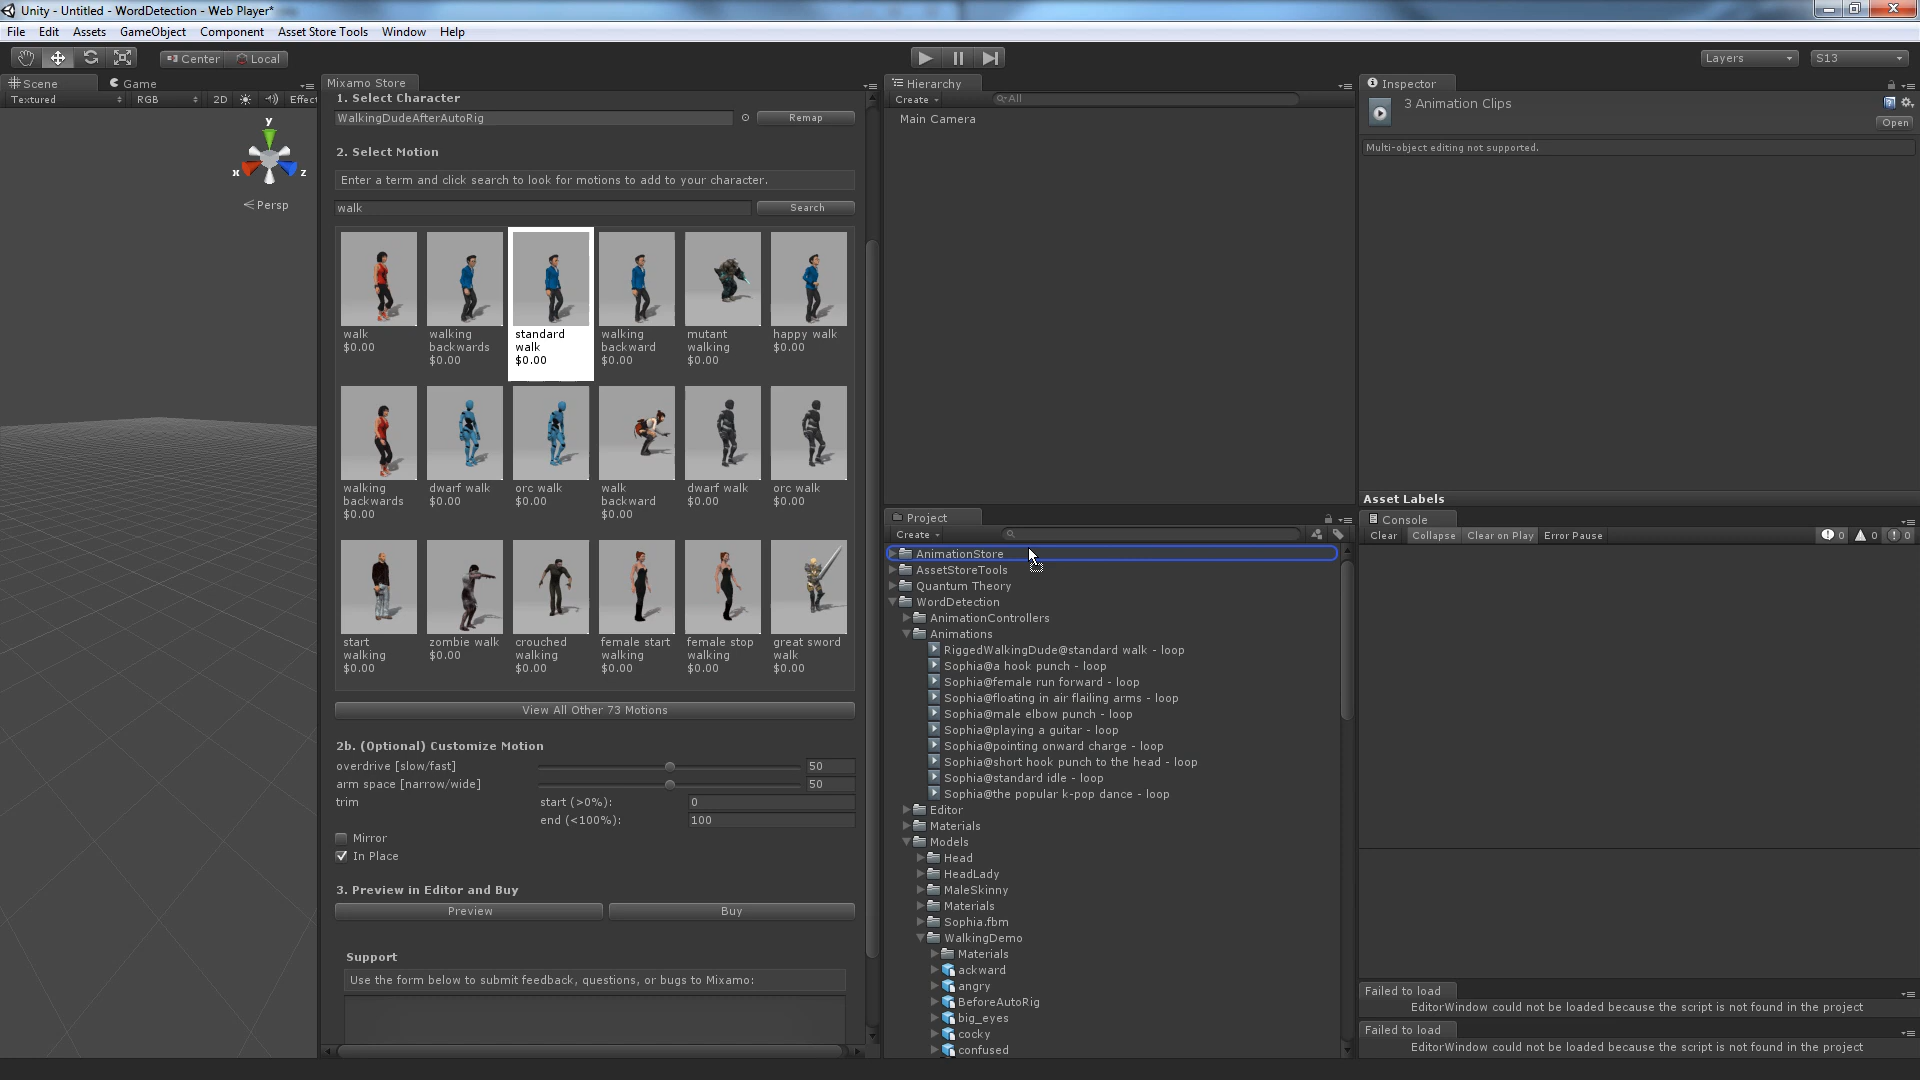 Unity - Untitled - WordDetection - Web Player*
File Edit Assets GameObject Component Asset Store Tools Window Help
Center Local
Layers S13
Scene Game
Textured RGB 2D Effect
y
x z
Persp
Mixamo Store
1. Select Character
WalkingDudeAfterAutoRig Remap
2. Select Motion
Enter a term and click search to look for motions to add to your character.
walk Search
walk
$0.00
walking
backwards
$0.00
standard
walk
$0.00
walking
backward
$0.00
mutant
walking
$0.00
happy walk
$0.00
walking
backwards
$0.00
dwarf walk
$0.00
orc walk
$0.00
walk
backward
$0.00
dwarf walk
$0.00
orc walk
$0.00
start
walking
$0.00
zombie walk
$0.00
crouched
walking
$0.00
female start
walking
$0.00
female stop
walking
$0.00
great sword
walk
$0.00
View All Other 73 Motions
2b. (Optional) Customize Motion
overdrive [slow/fast] 50
arm space [narrow/wide] 50
trim start (>0%): 0
end (<100%): 100
Mirror
In Place
3. Preview in Editor and Buy
Preview Buy
Support
Use the form below to submit feedback, questions, or bugs to Mixamo:
Hierarchy
Create All
Main Camera
Project
Create
AnimationStore
AssetStoreTools
Quantum Theory
WordDetection
AnimationControllers
Animations
RiggedWalkingDude@standard walk - loop
Sophia@a hook punch - loop
Sophia@female run forward - loop
Sophia@floating in air flailing arms - loop
Sophia@male elbow punch - loop
Sophia@playing a guitar - loop
Sophia@pointing onward charge - loop
Sophia@short hook punch to the head - loop
Sophia@standard idle - loop
Sophia@the popular k-pop dance - loop
Editor
Materials
Models
Head
HeadLady
MaleSkinny
Materials
Sophia.fbm
WalkingDemo
Materials
ackward
angry
BeforeAutoRig
big_eyes
cocky
confused
Inspector
3 Animation Clips
Open
Multi-object editing not supported.
Asset Labels
Console
Clear Collapse Clear on Play Error Pause 0 0 0
Failed to load
EditorWindow could not be loaded because the script is not found in the project
Failed to load
EditorWindow could not be loaded because the script is not found in the project